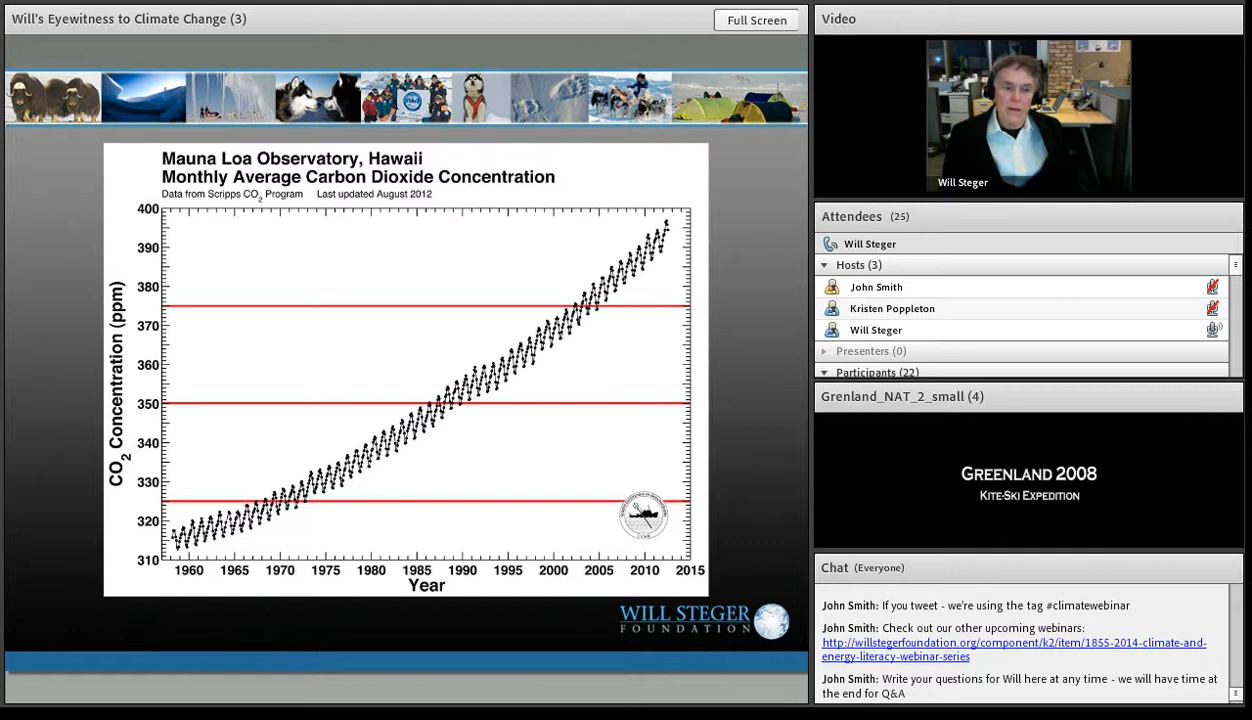 Will's Eyewitness to Climate Change (3)
Full Screen
Mauna Loa Observatory, Hawaii
Monthly Average Carbon Dioxide Concentration
Data from Scripps CO2 Program Last updated August 2012
400
390
380
370
360
350
340
330
320
310
CO2 Concentration (ppm)
1960 1965 1970 1975 1980 1985 1990 1995 2000 2005 2010 2015
Year
WILL STEGER
FOUNDATION
Video
Will Steger
Attendees (25)
Will Steger
Hosts (3)
John Smith
Kristen Poppleton
Will Steger
Presenters (0)
Participants (22)
Grenland_NAT_2_small (4)
GREENLAND 2008
KITE-SKI EXPEDITION
Chat (Everyone)
John Smith: If you tweet - we're using the tag #climatewebinar
John Smith: Check out our other upcoming webinars:
http://willstegerfoundation.org/component/k2/item/1855-2014-climate-and-
energy-literacy-webinar-series
John Smith: Write your questions for Will here at any time - we will have time at
the end for Q&A